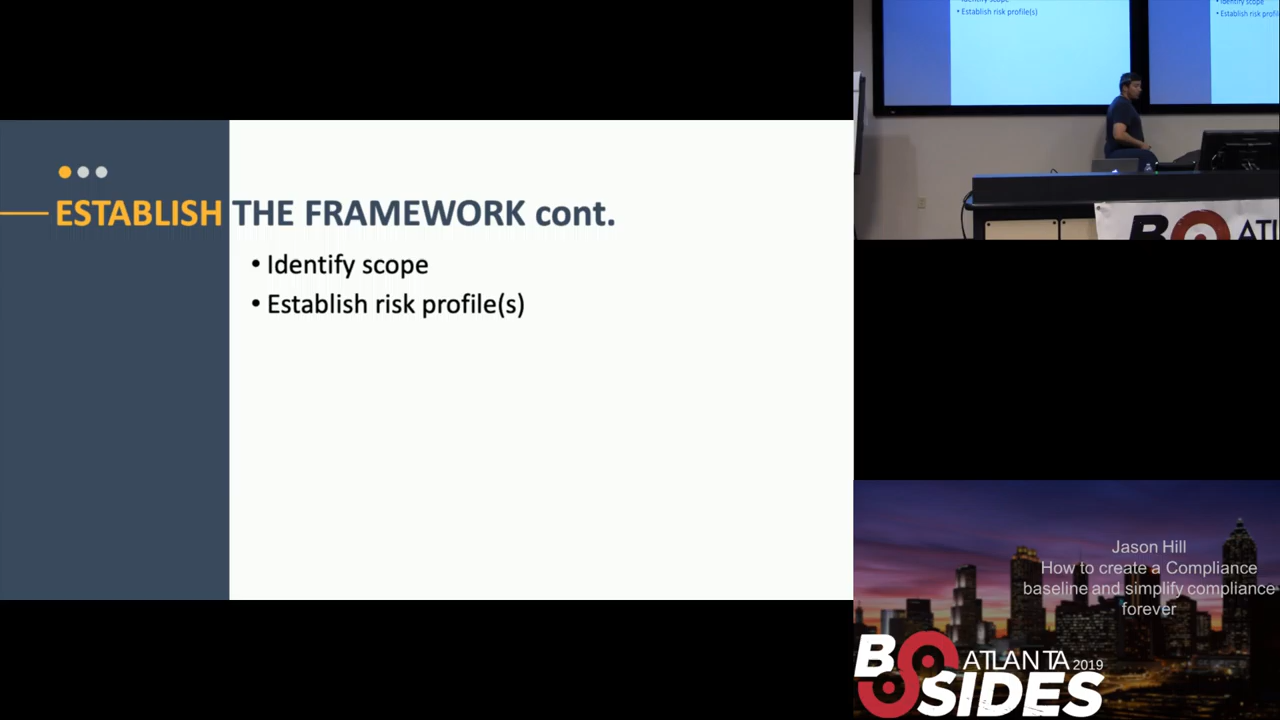 ESTABLISH THE FRAMEWORK cont.
• Identify scope
• Establish risk profile(s)
• Establish risk profile(s)
Jason Hill
How to create a Compliance
baseline and simplify compliance
forever
BSIDES ATLANTA 2019